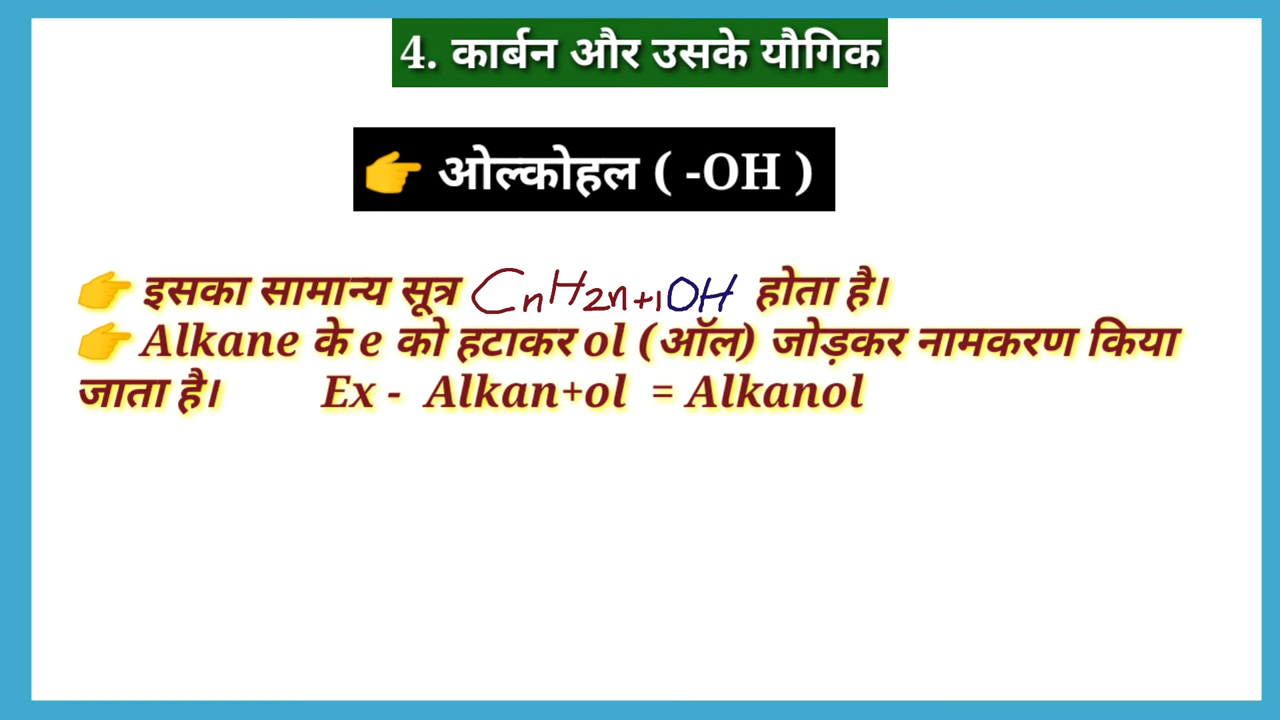 4. कार्बन और उसके यौगिक
👉 ओल्कोहल ( -OH )
👉 इसका सामान्य सूत्र CnH2n+1OH होता है।
👉 Alkane के e को हटाकर ol (ऑल) जोड़कर नामकरण किया
जाता है। Ex - Alkan+ol = Alkanol